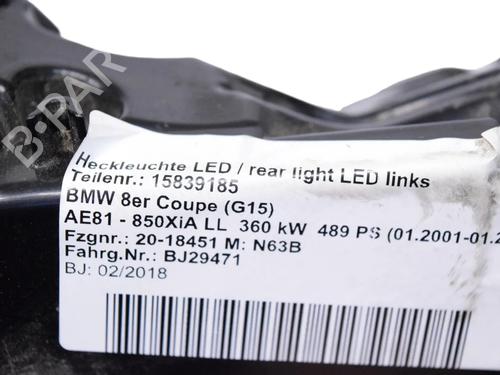 B-PARTS
Heckleuchte LED / rear light LED links
Teilenr.: 15839185
BMW 8er Coupe (G15)
AE81 - 850XiA LL 360 kW 489 PS (01.2001-01.2
Fzgnr.: 20-18451 M: N63B
Fahrg.Nr.: BJ29471
BJ: 02/2018